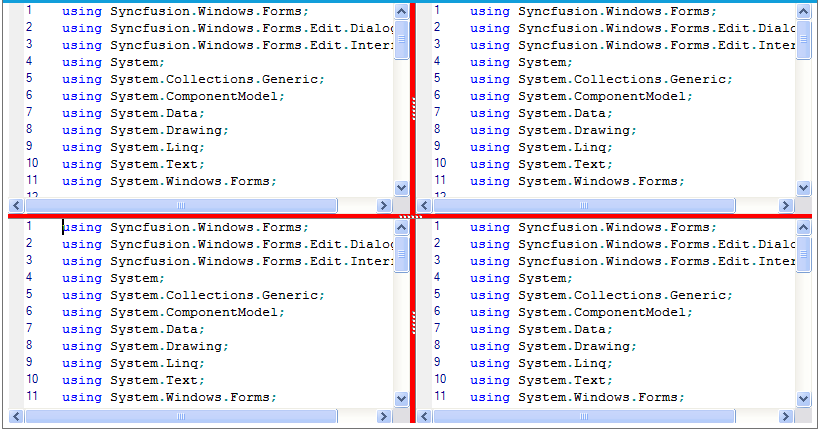 1 using Syncfusion.Windows.Forms;
2 using Syncfusion.Windows.Forms.Edit.Dialo
3 using Syncfusion.Windows.Forms.Edit.Inter
4 using System;
5 using System.Collections.Generic;
6 using System.ComponentModel;
7 using System.Data;
8 using System.Drawing;
9 using System.Linq;
10 using System.Text;
11 using System.Windows.Forms;
12
1 using Syncfusion.Windows.Forms;
2 using Syncfusion.Windows.Forms.Edit.Dialo
3 using Syncfusion.Windows.Forms.Edit.Inter
4 using System;
5 using System.Collections.Generic;
6 using System.ComponentModel;
7 using System.Data;
8 using System.Drawing;
9 using System.Linq;
10 using System.Text;
11 using System.Windows.Forms;
12
1 using Syncfusion.Windows.Forms;
2 using Syncfusion.Windows.Forms.Edit.Dialo
3 using Syncfusion.Windows.Forms.Edit.Inter
4 using System;
5 using System.Collections.Generic;
6 using System.ComponentModel;
7 using System.Data;
8 using System.Drawing;
9 using System.Linq;
10 using System.Text;
11 using System.Windows.Forms;
1 using Syncfusion.Windows.Forms;
2 using Syncfusion.Windows.Forms.Edit.Dialo
3 using Syncfusion.Windows.Forms.Edit.Inter
4 using System;
5 using System.Collections.Generic;
6 using System.ComponentModel;
7 using System.Data;
8 using System.Drawing;
9 using System.Linq;
10 using System.Text;
11 using System.Windows.Forms;